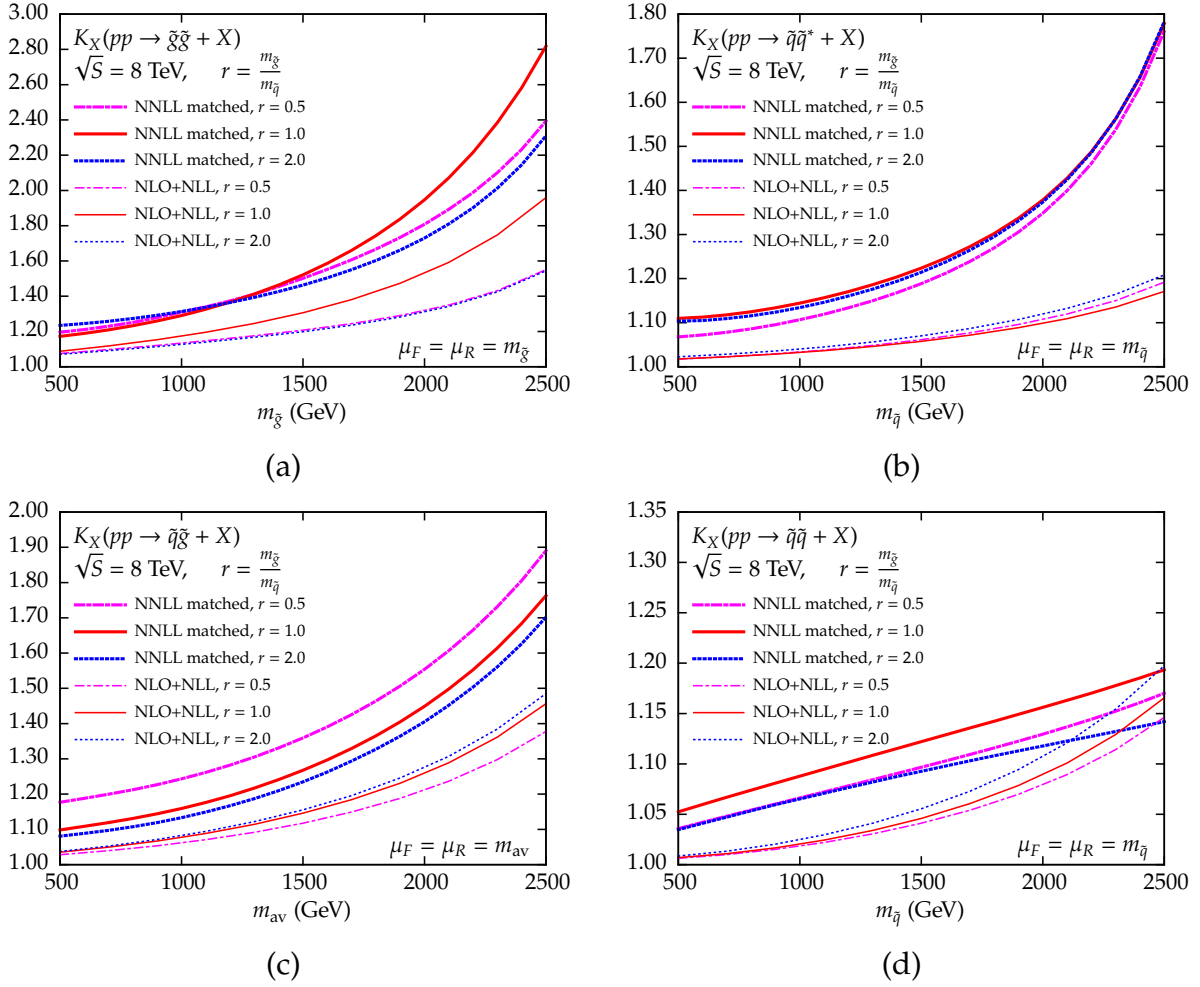 3.00
2.80
2.60
2.40
2.20
2.00
1.80
1.60
1.40
1.20
1.00
K_X(pp → g̃g̃ + X)
√S = 8 TeV, r = m_g̃/m_q̃
NNLL matched, r = 0.5
NNLL matched, r = 1.0
NNLL matched, r = 2.0
NLO+NLL, r = 0.5
NLO+NLL, r = 1.0
NLO+NLL, r = 2.0
μ_F = μ_R = m_g̃
500 1000 1500 2000 2500
m_g̃ (GeV)
(a)
1.80
1.70
1.60
1.50
1.40
1.30
1.20
1.10
1.00
K_X(pp → q̃q̃* + X)
√S = 8 TeV, r = m_g̃/m_q̃
NNLL matched, r = 0.5
NNLL matched, r = 1.0
NNLL matched, r = 2.0
NLO+NLL, r = 0.5
NLO+NLL, r = 1.0
NLO+NLL, r = 2.0
μ_F = μ_R = m_q̃
500 1000 1500 2000 2500
m_q̃ (GeV)
(b)
2.00
1.90
1.80
1.70
1.60
1.50
1.40
1.30
1.20
1.10
1.00
K_X(pp → q̃g̃ + X)
√S = 8 TeV, r = m_g̃/m_q̃
NNLL matched, r = 0.5
NNLL matched, r = 1.0
NNLL matched, r = 2.0
NLO+NLL, r = 0.5
NLO+NLL, r = 1.0
NLO+NLL, r = 2.0
μ_F = μ_R = m_av
500 1000 1500 2000 2500
m_av (GeV)
(c)
1.35
1.30
1.25
1.20
1.15
1.10
1.05
1.00
K_X(pp → q̃q̃ + X)
√S = 8 TeV, r = m_g̃/m_q̃
NNLL matched, r = 0.5
NNLL matched, r = 1.0
NNLL matched, r = 2.0
NLO+NLL, r = 0.5
NLO+NLL, r = 1.0
NLO+NLL, r = 2.0
μ_F = μ_R = m_q̃
500 1000 1500 2000 2500
m_q̃ (GeV)
(d)